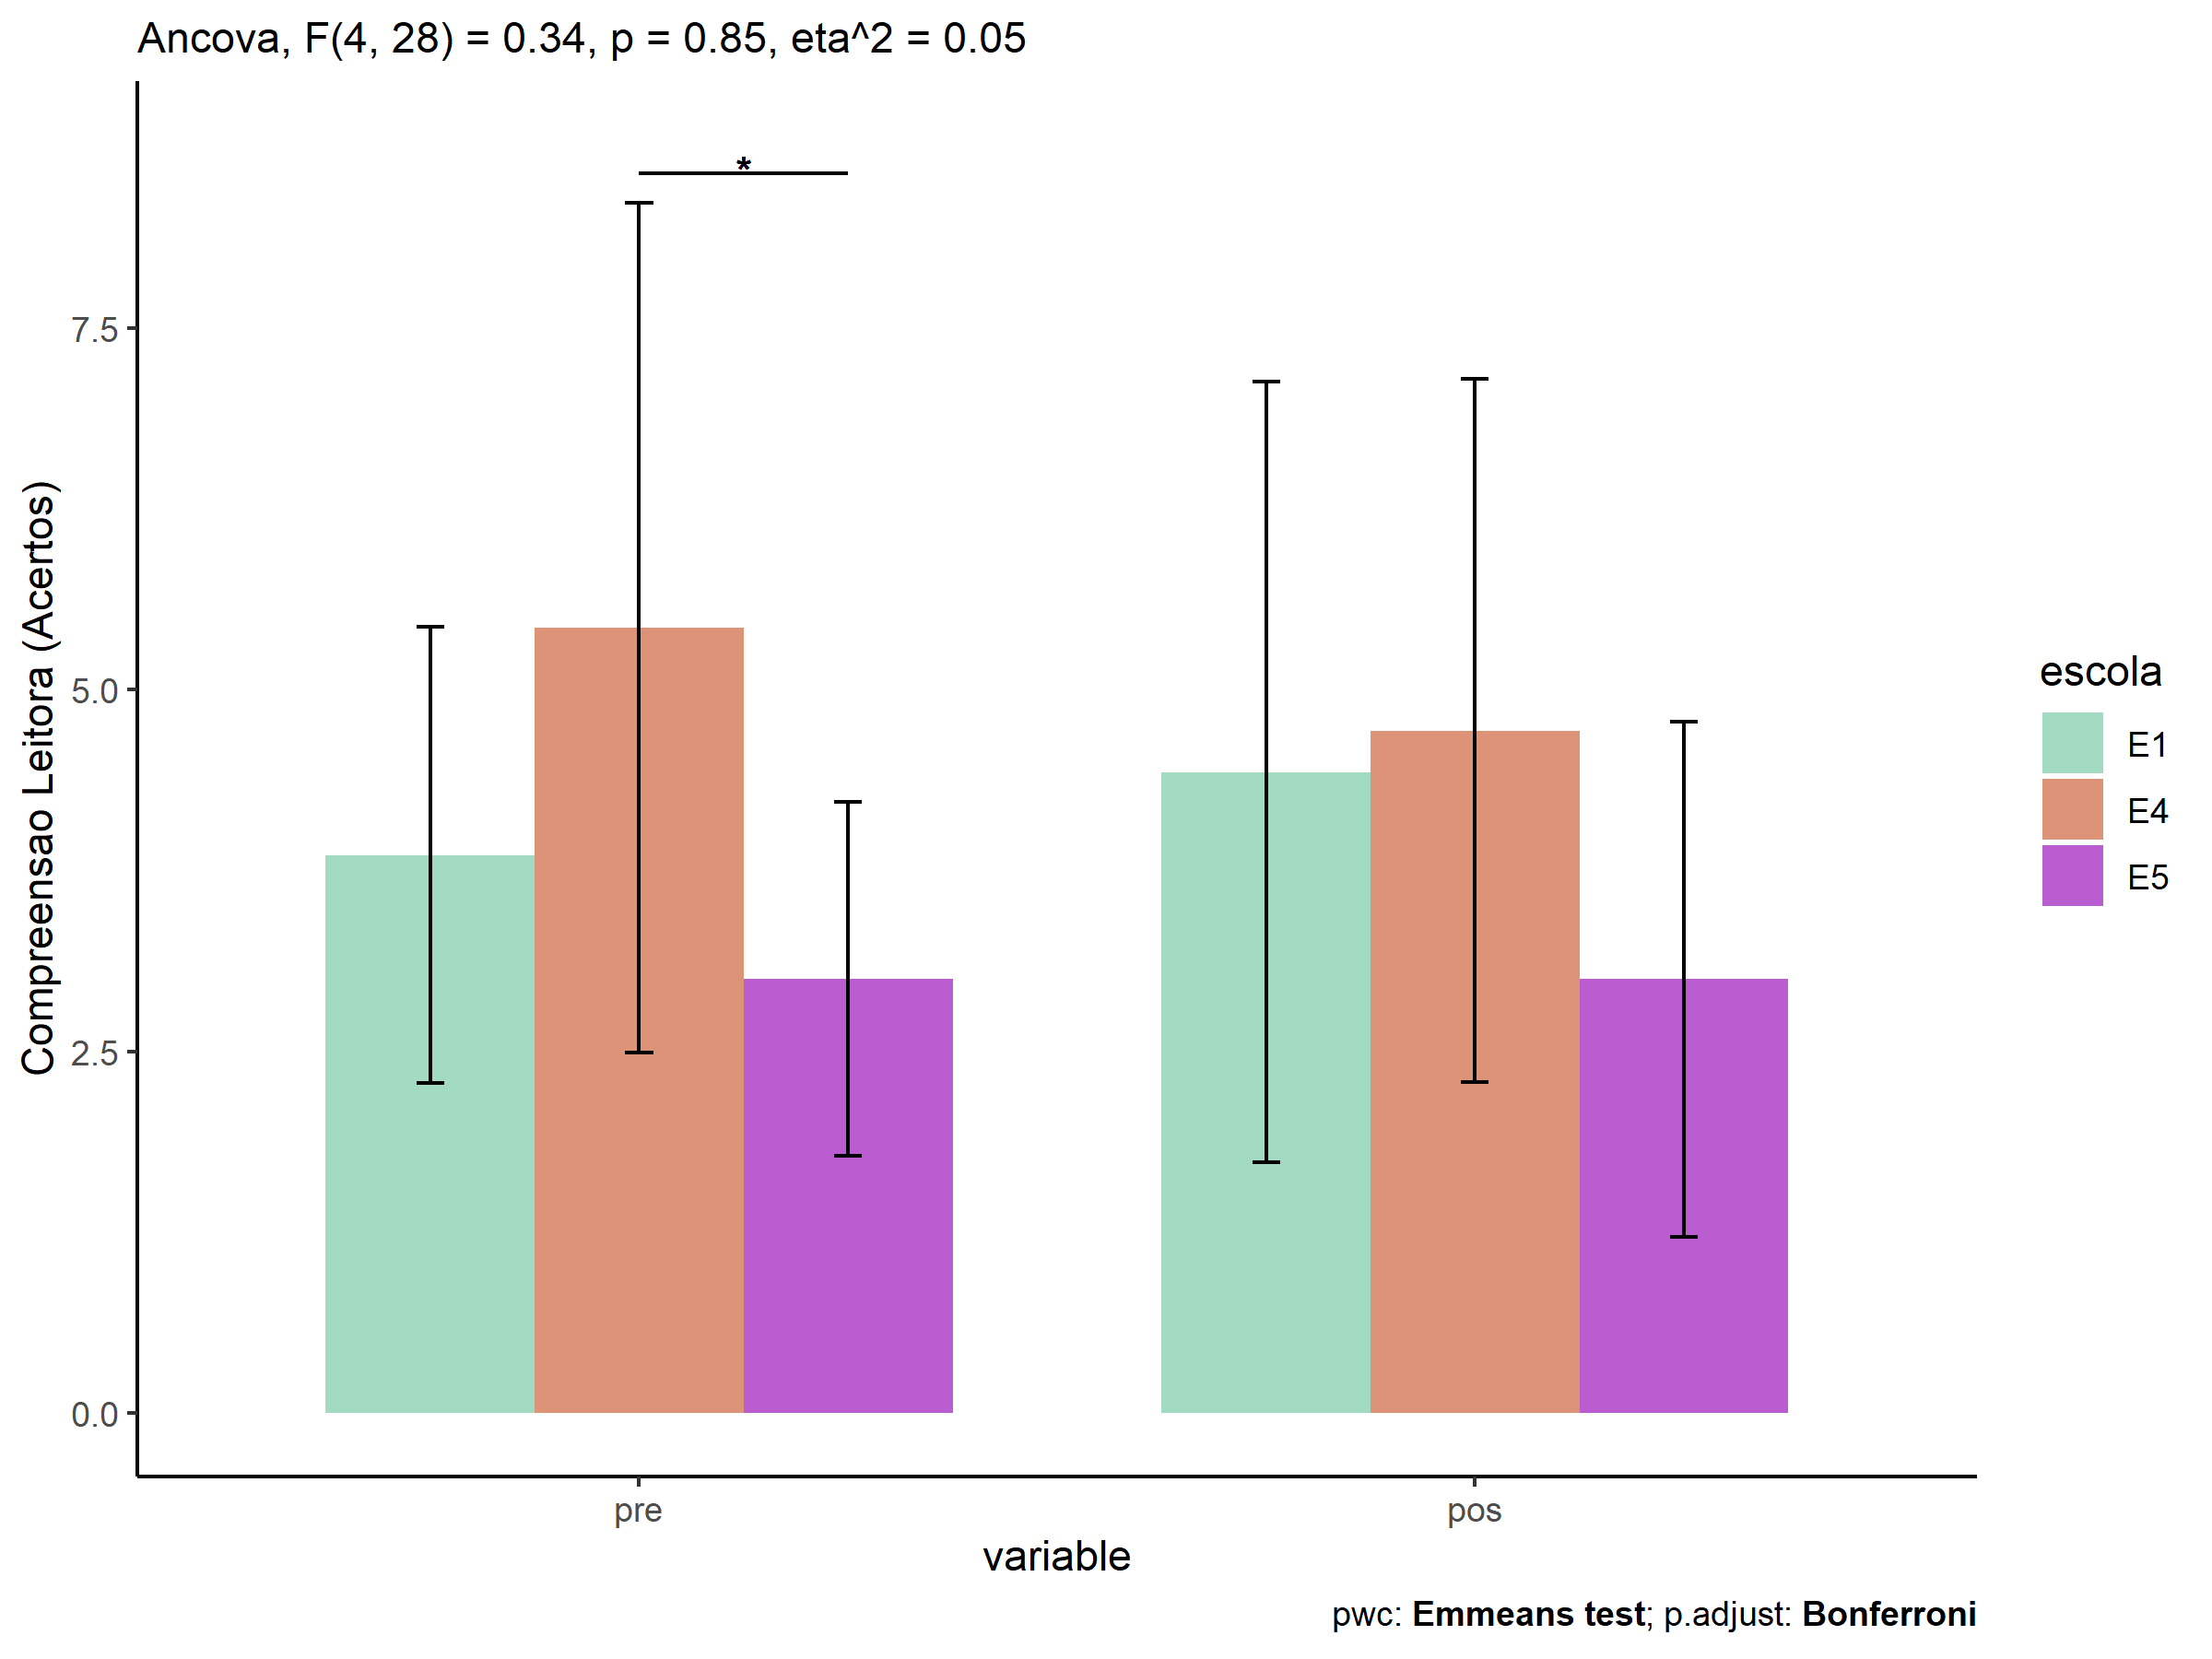 Ancova, F(4, 28) = 0.34, p = 0.85, eta^2 = 0.05
*
7.5
5.0
2.5
0.0
Compreensao Leitora (Acertos)
pre
pos
variable
escola
E1
E4
E5
pwc: Emmeans test; p.adjust: Bonferroni